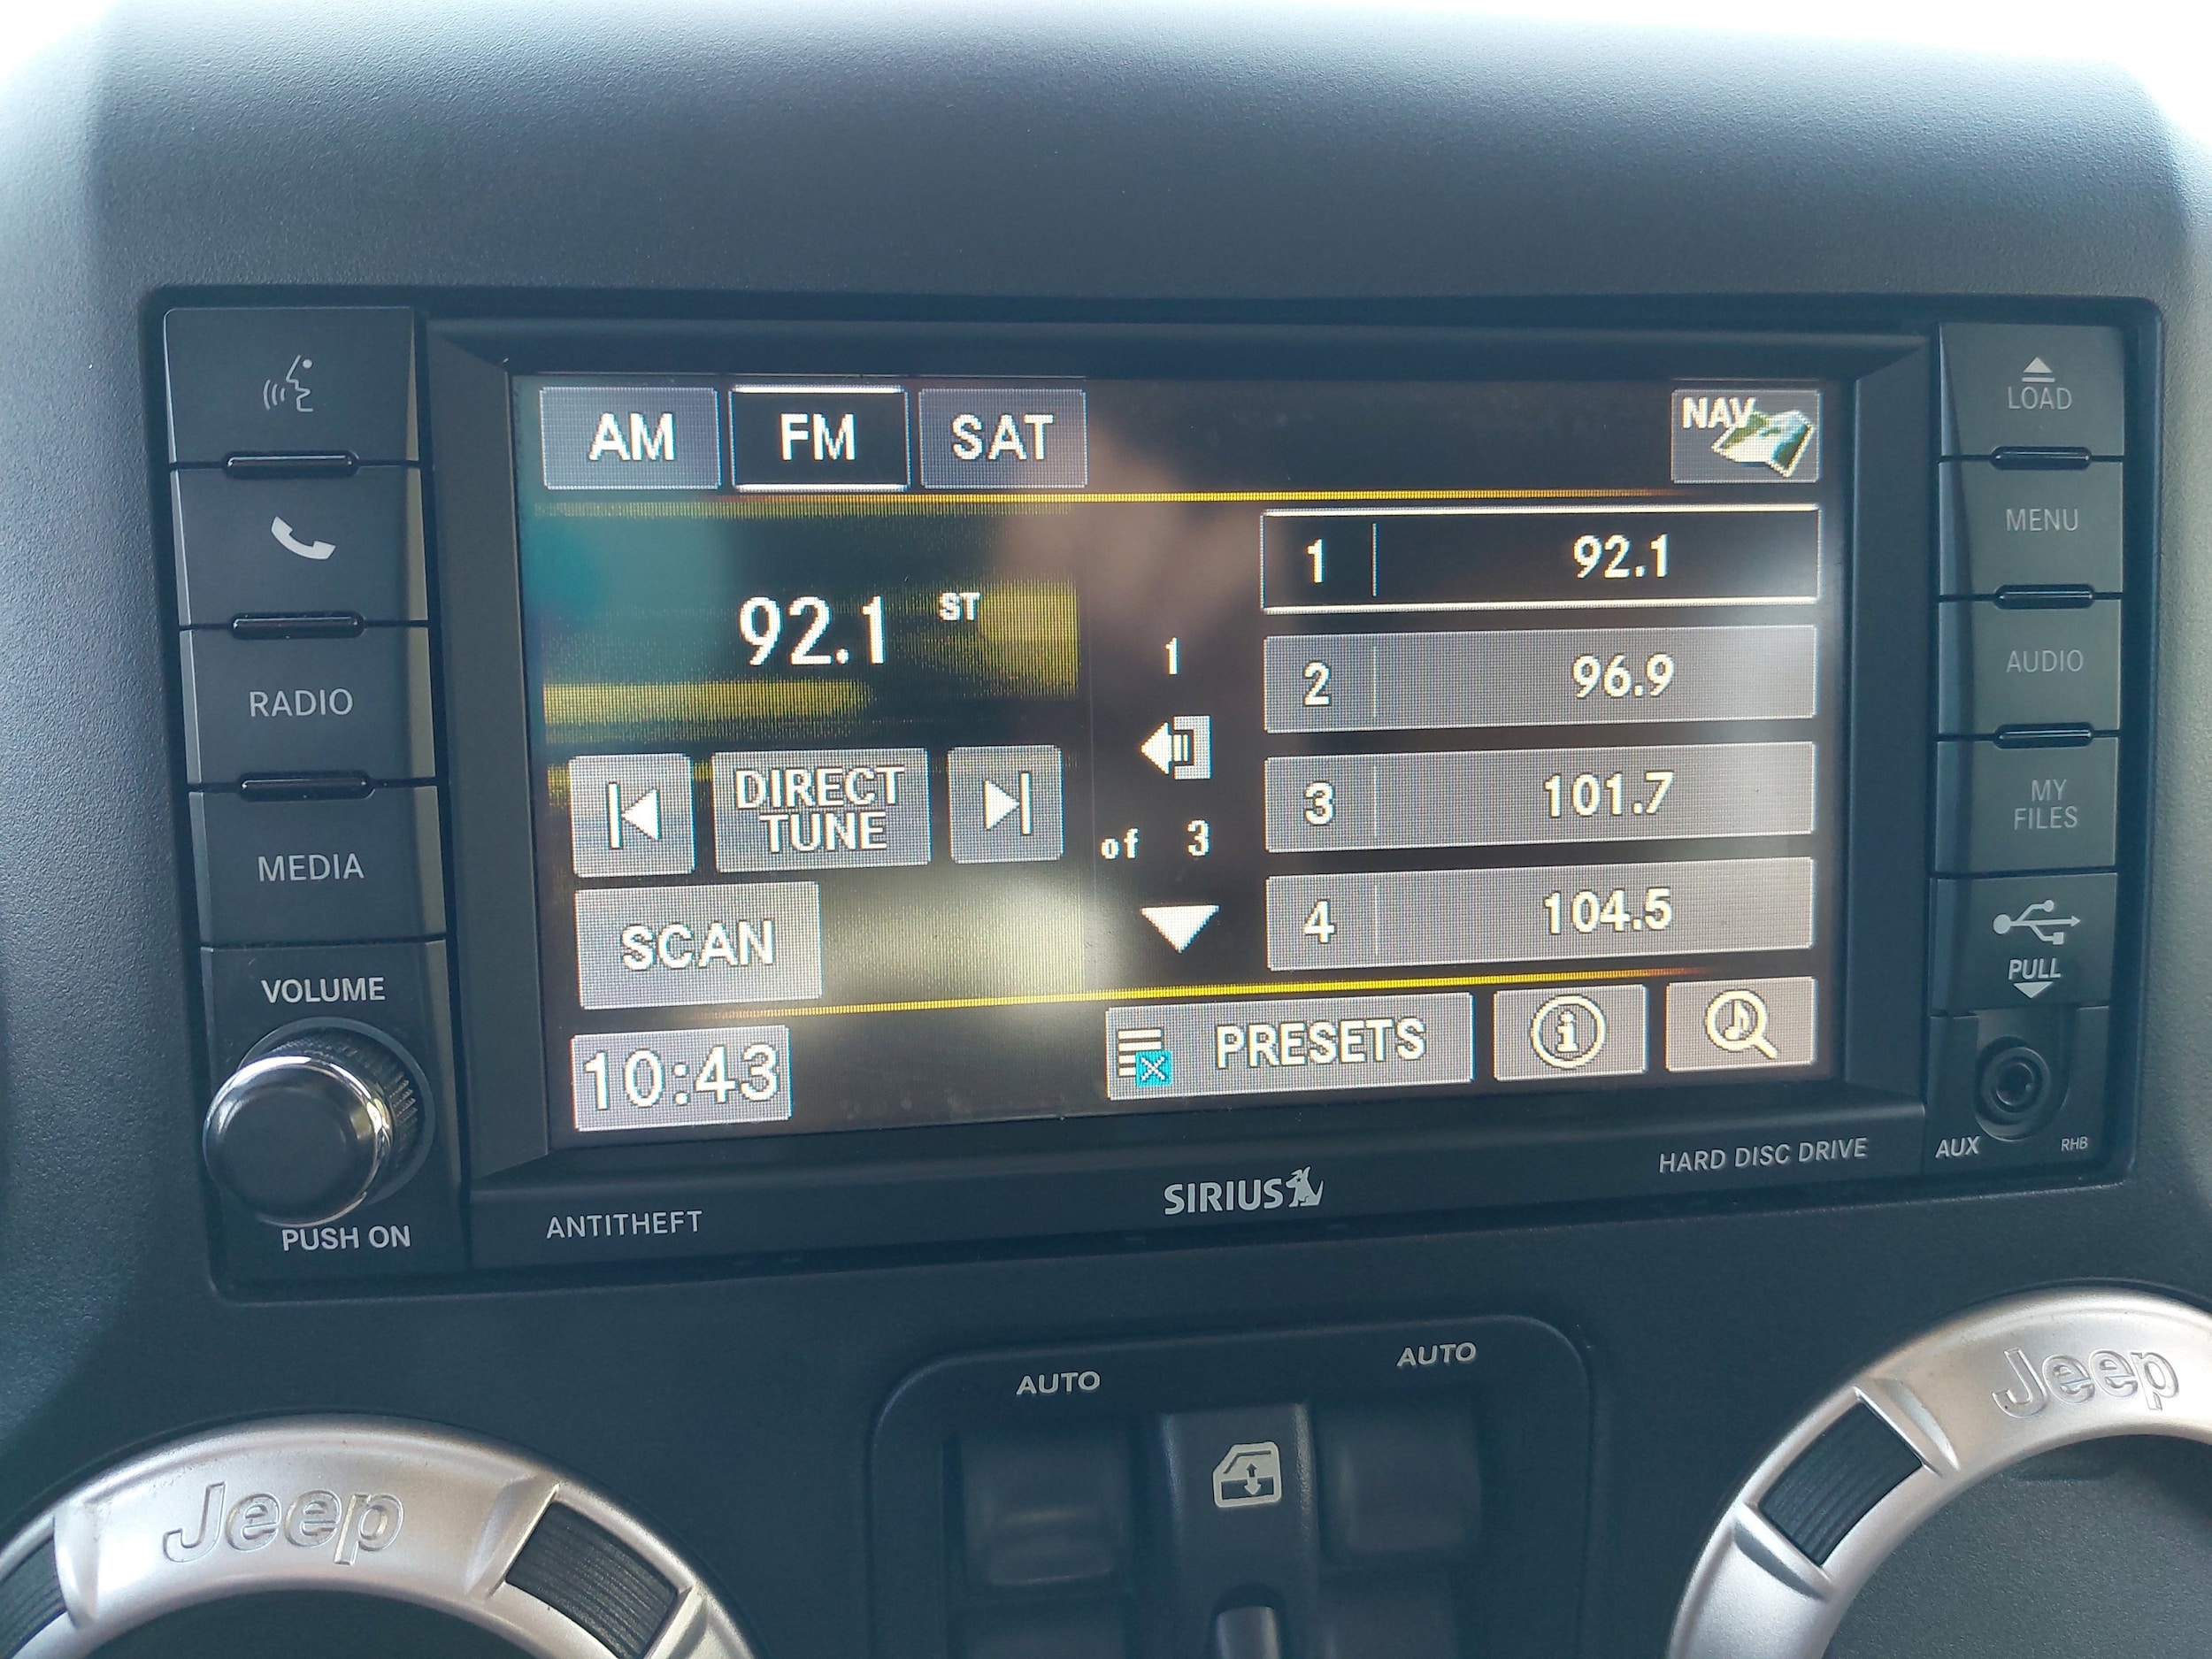 AM FM SAT NAV
LOAD
MENU
AUDIO
MY
FILES
PULL
AUX RHB
RADIO
MEDIA
VOLUME
PUSH ON
92.1 ST
DIRECT
TUNE
SCAN
10:43
1
of 3
1 92.1
2 96.9
3 101.7
4 104.5
PRESETS
i
ANTITHEFT
SIRIUS
HARD DISC DRIVE
AUTO AUTO
Jeep
Jeep